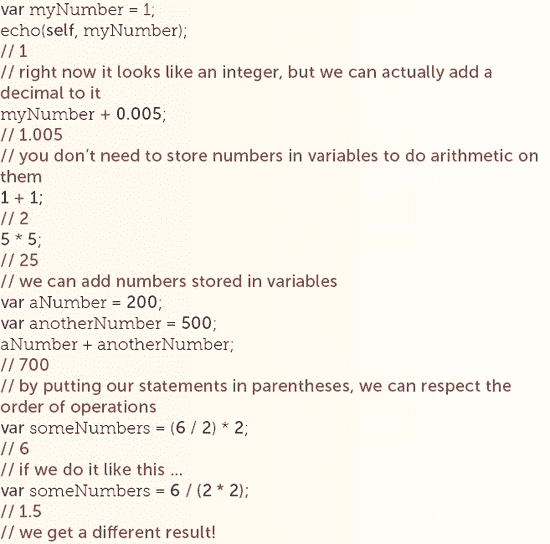 var myNumber = 1;
echo(self, myNumber);
// 1
// right now it looks like an integer, but we can actually add a
decimal to it
myNumber + 0.005;
// 1.005
// you don’t need to store numbers in variables to do arithmetic on
them
1 + 1;
// 2
5 * 5;
// 25
// we can add numbers stored in variables
var aNumber = 200;
var anotherNumber = 500;
aNumber + anotherNumber;
// 700
// by putting our statements in parentheses, we can respect the
order of operations
var someNumbers = (6 / 2) * 2;
// 6
// if we do it like this ...
var someNumbers = 6 / (2 * 2);
// 1.5
// we get a different result!